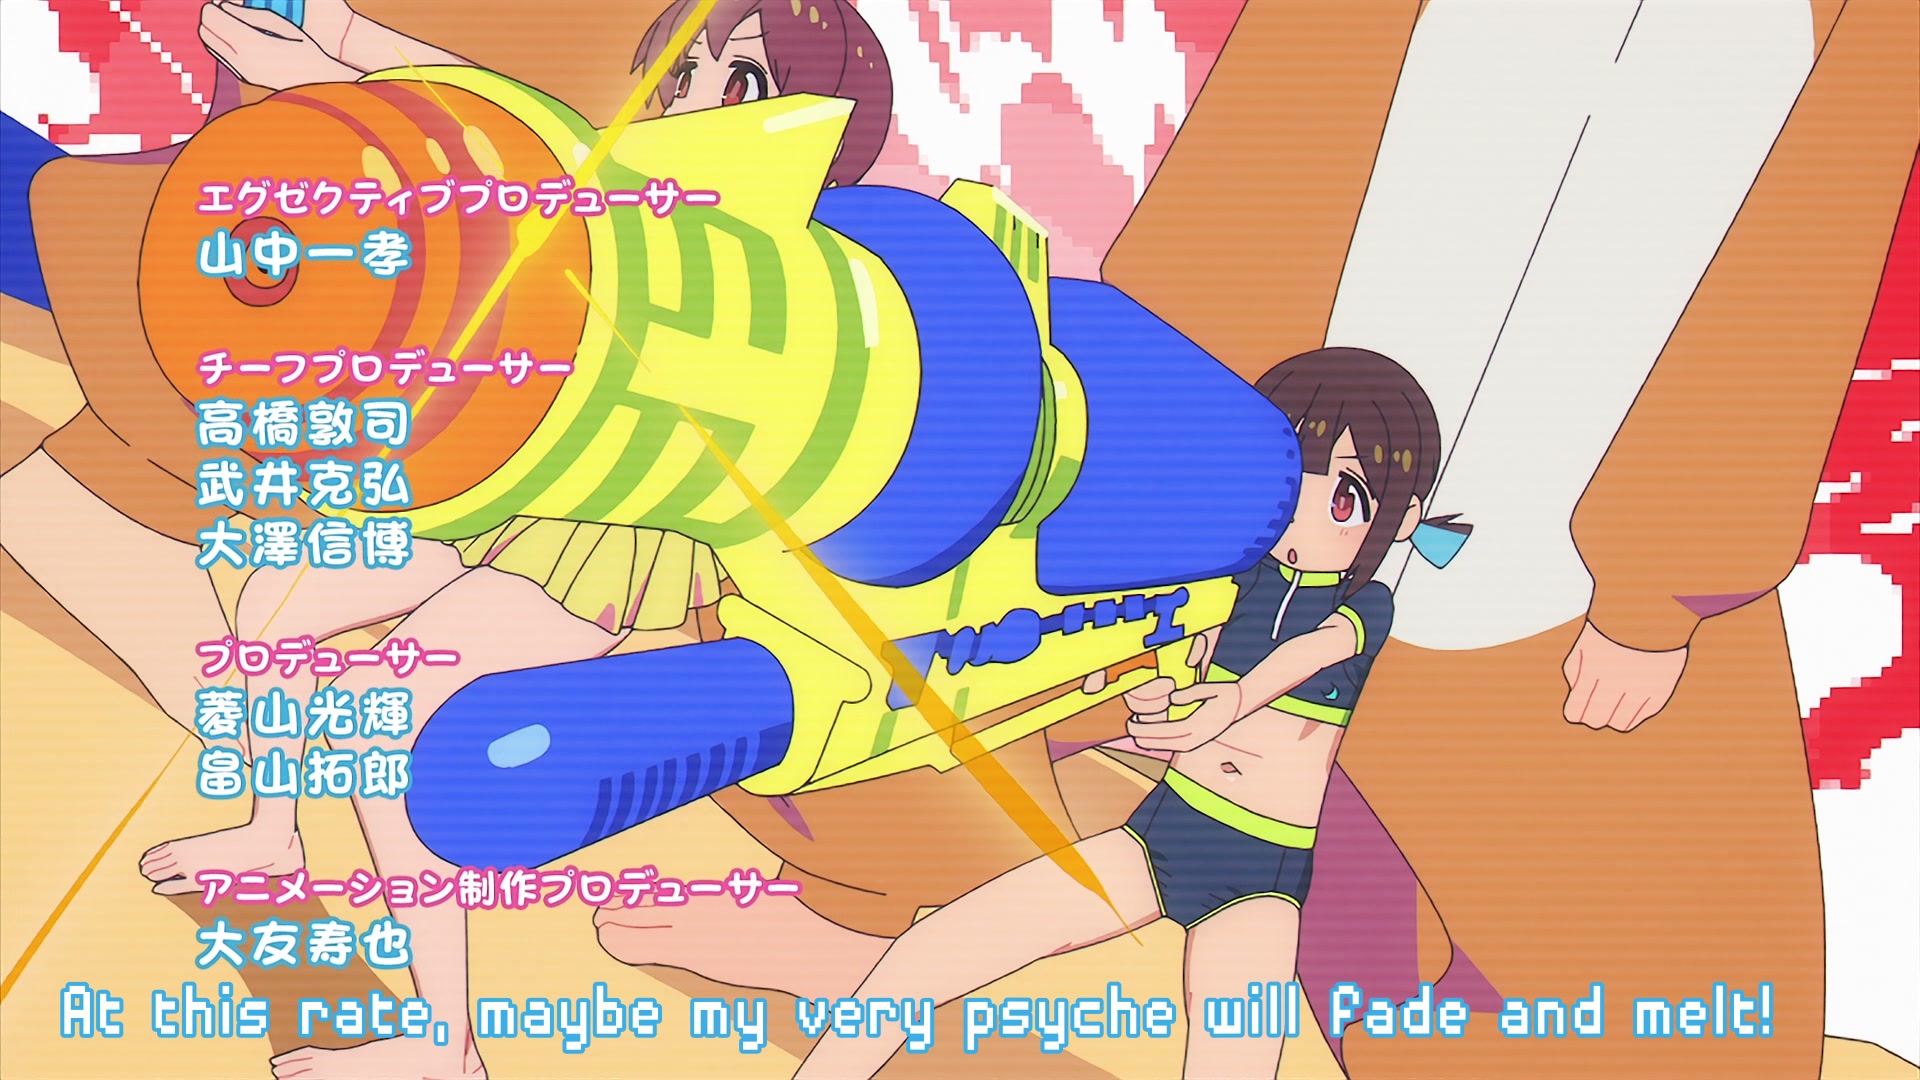 エグゼクティブプロデューサー
山中一孝
チーフプロデューサー
高橋敦司
武井克弘
大澤信博
プロデューサー
菱山光輝
畠山拓郎
アニメーション制作プロデューサー
大友寿也
At this rate, maybe my very psyche will fade and melt!